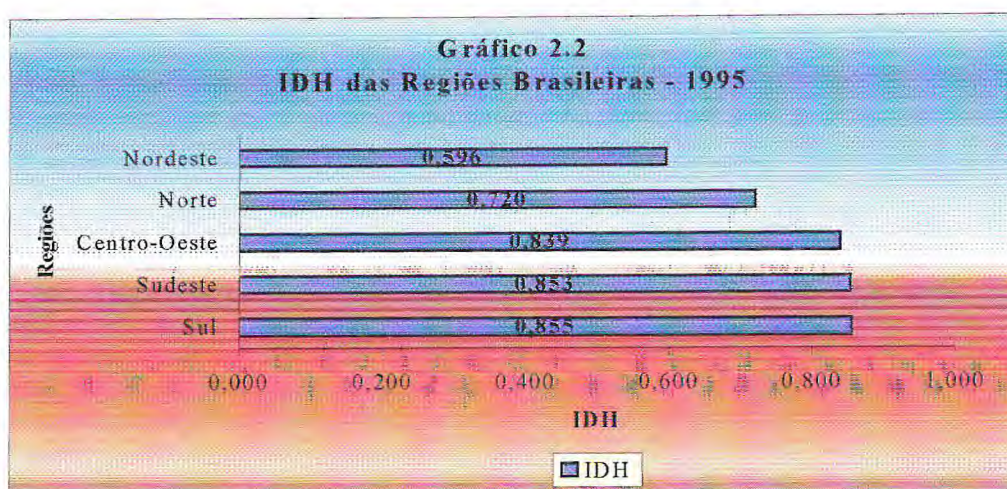 Gráfico 2.2
IDH das Regiões Brasileiras - 1995
Regiões
Nordeste 0,596
Norte 0,720
Centro-Oeste 0,839
Sudeste 0,853
Sul 0,855
0,000 0,200 0,400 0,600 0,800 1,000
IDH
IDH